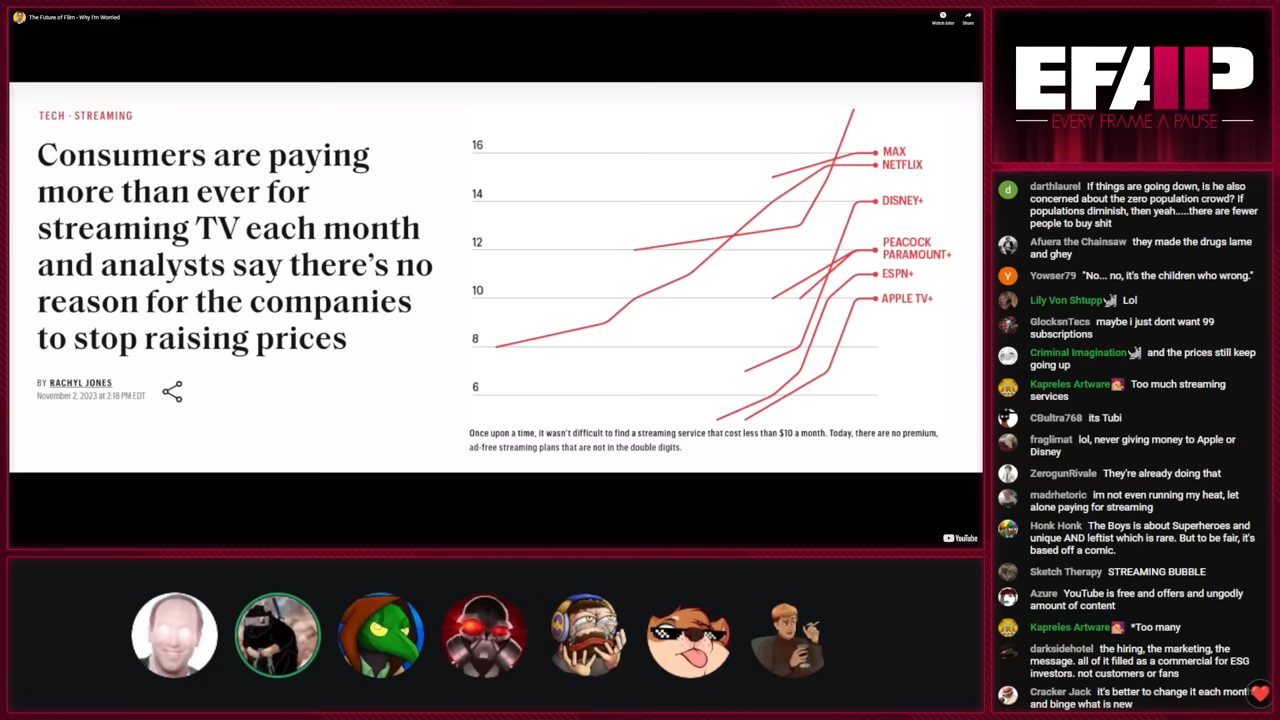 The Future of Film - Why I'm Worried
Watch later
Share
TECH · STREAMING
Consumers are paying
more than ever for
streaming TV each month
and analysts say there's no
reason for the companies
to stop raising prices
BY RACHYL JONES
November 2, 2023 at 2:18 PM EDT
16
14
12
10
8
6
MAX
NETFLIX
DISNEY+
PEACOCK
PARAMOUNT+
ESPN+
APPLE TV+
Once upon a time, it wasn't difficult to find a streaming service that cost less than $10 a month. Today, there are no premium,
ad-free streaming plans that are not in the double digits.
YouTube
EFAP
EVERY FRAME A PAUSE
d
darthlaurel If things are going down, is he also
concerned about the zero population crowd? If
populations diminish, then yeah.....there are fewer
people to buy shit
Afuera the Chainsaw they made the drugs lame
and ghey
Y
Yowser79 "No... no, it's the children who wrong."
Lily Von Shtupp Lol
GlocksnTecs maybe i just dont want 99
subscriptions
Criminal Imagination and the prices still keep
going up
Kapreles Artware Too much streaming
services
CBultra768 its Tubi
fraglimat lol, never giving money to Apple or
Disney
ZerogunRivale They're already doing that
madrhetoric im not even running my heat, let
alone paying for streaming
Honk Honk The Boys is about Superheroes and
unique AND leftist which is rare. But to be fair, it's
based off a comic.
Sketch Therapy STREAMING BUBBLE
Azure YouTube is free and offers and ungodly
amount of content
Kapreles Artware *Too many
darksidehotel the hiring, the marketing, the
message. all of it filled as a commercial for ESG
investors. not customers or fans
Cracker Jack it's better to change it each month
and binge what is new